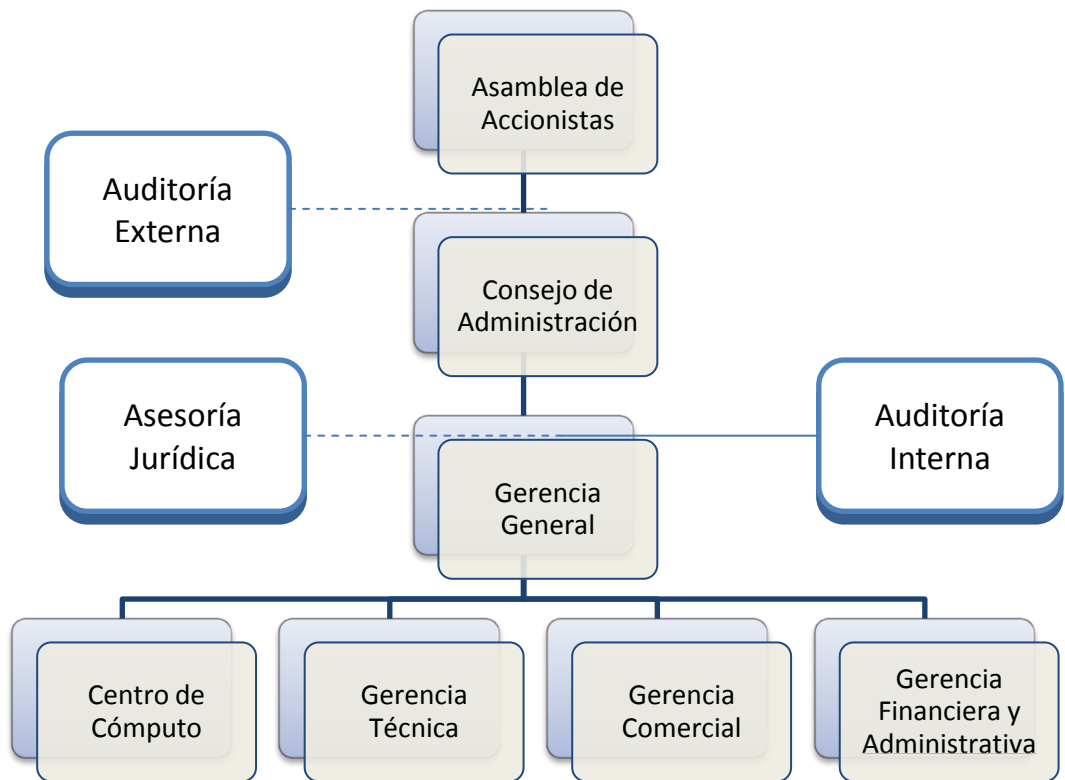 Asamblea de
Accionistas
Auditoría
Externa
Consejo de
Administración
Asesoría
Jurídica
Auditoría
Interna
Gerencia
General
Centro de
Cómputo
Gerencia
Técnica
Gerencia
Comercial
Gerencia
Financiera y
Administrativa